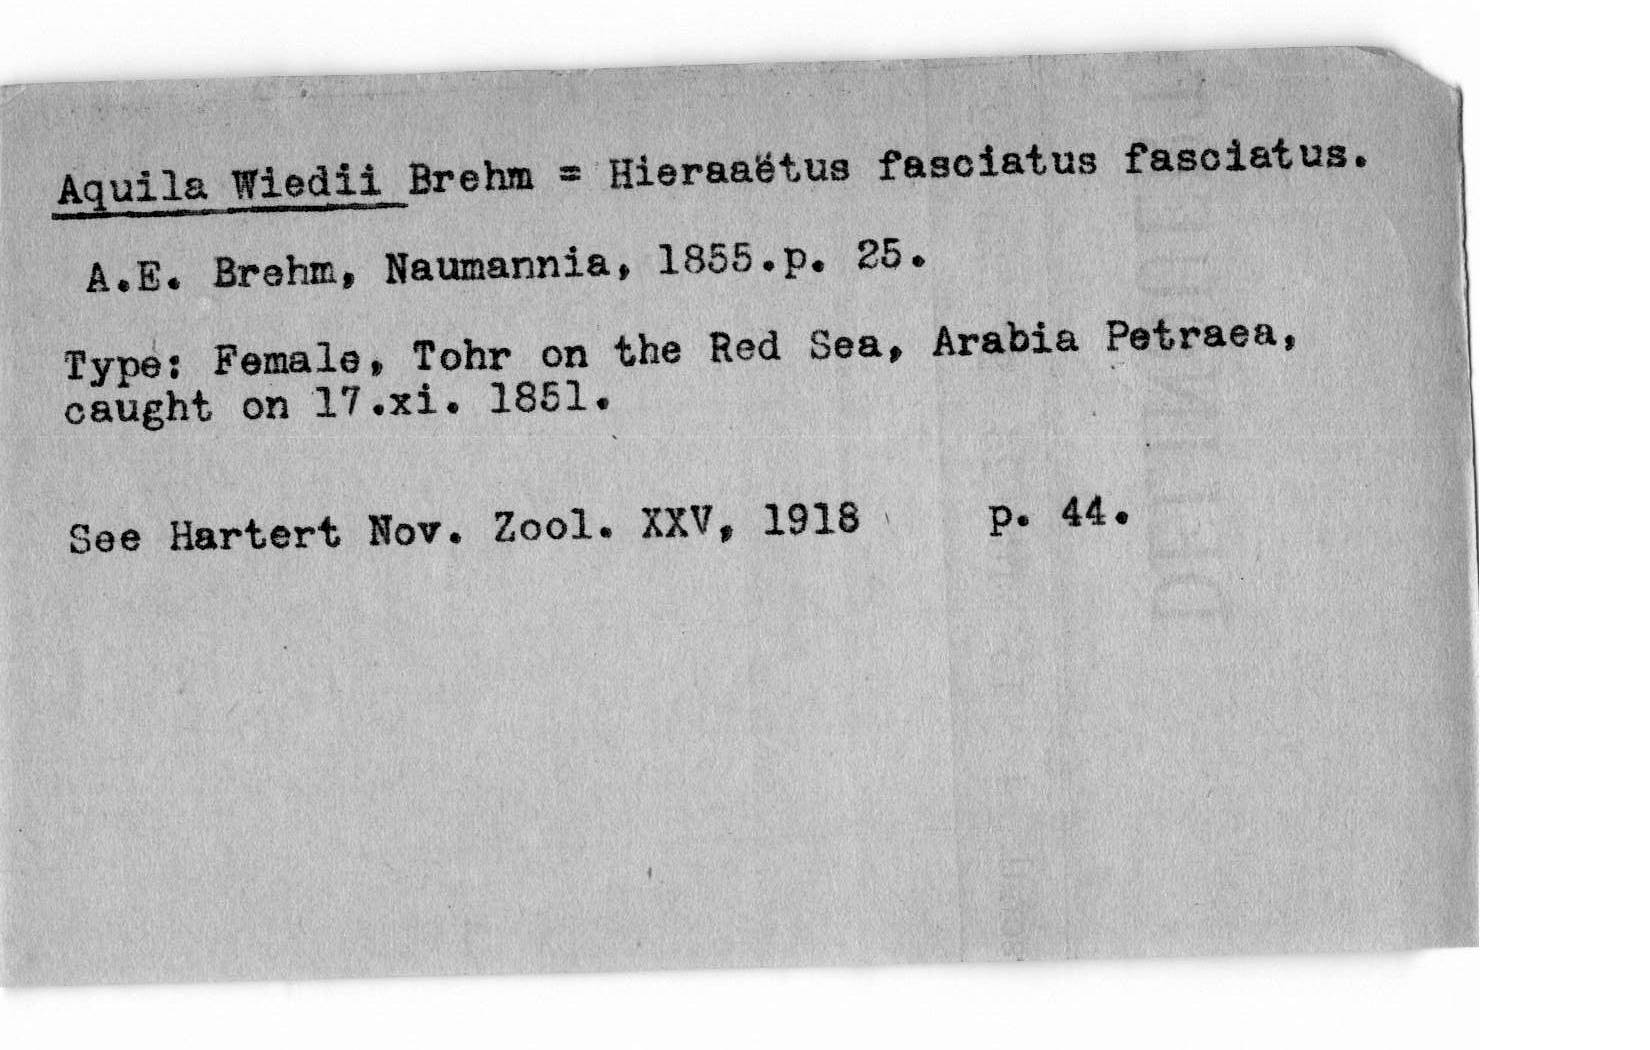 Aquila Wiedii Brehm = Hieraaëtus fasciatus fasciatus.
A.E. Brehm, Naumannia, 1855.p. 25.
Type: Female, Tohr on the Red Sea, Arabia Petraea,
caught on 17.xi. 1851.
See Hartert Nov. Zool. XXV, 1918 p. 44.